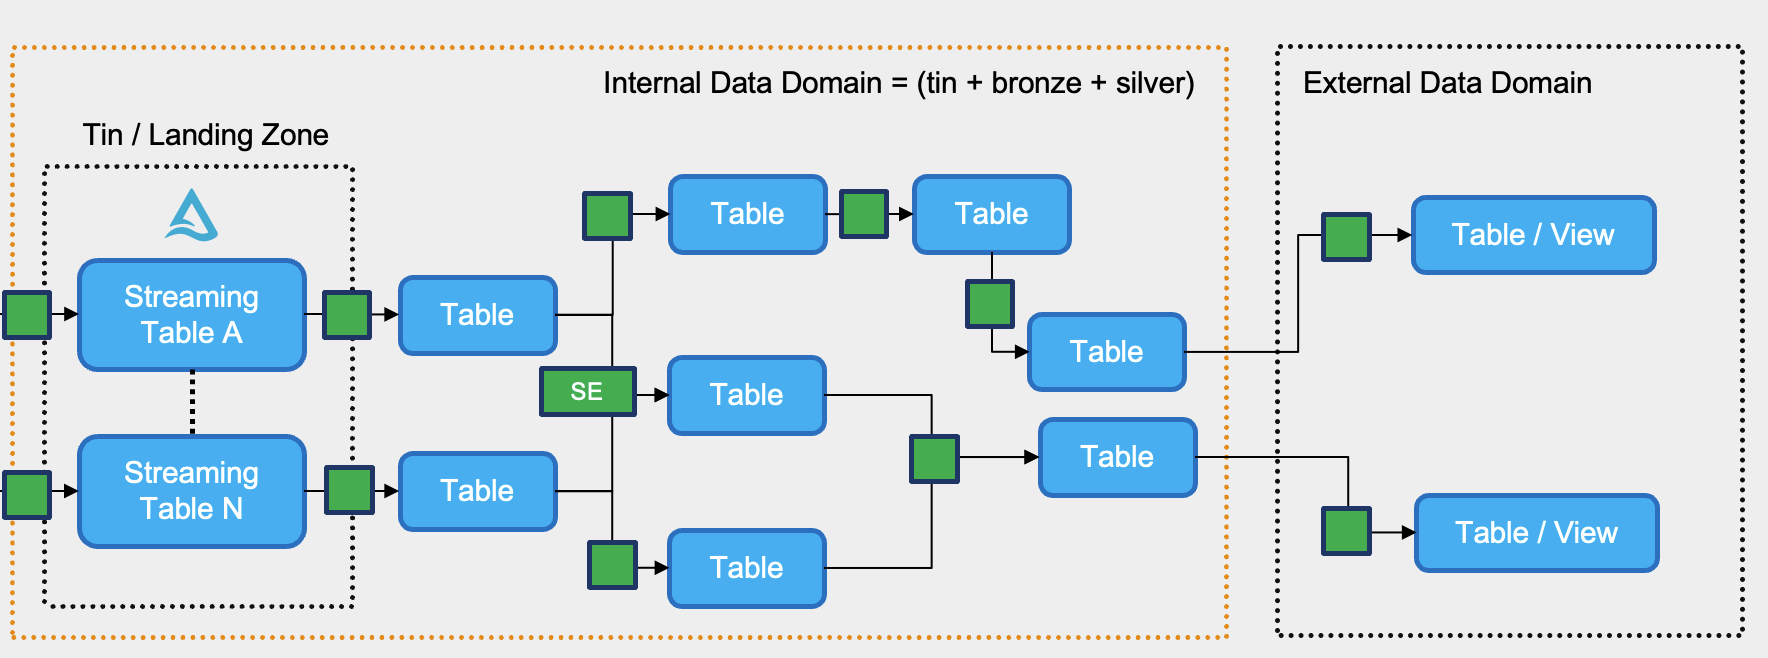 Internal Data Domain = (tin + bronze + silver)
External Data Domain
Tin / Landing Zone
Table
Table
Table / View
Streaming
Table A
Table
Table
SE
Table
Table
Streaming
Table N
Table
Table / View
Table